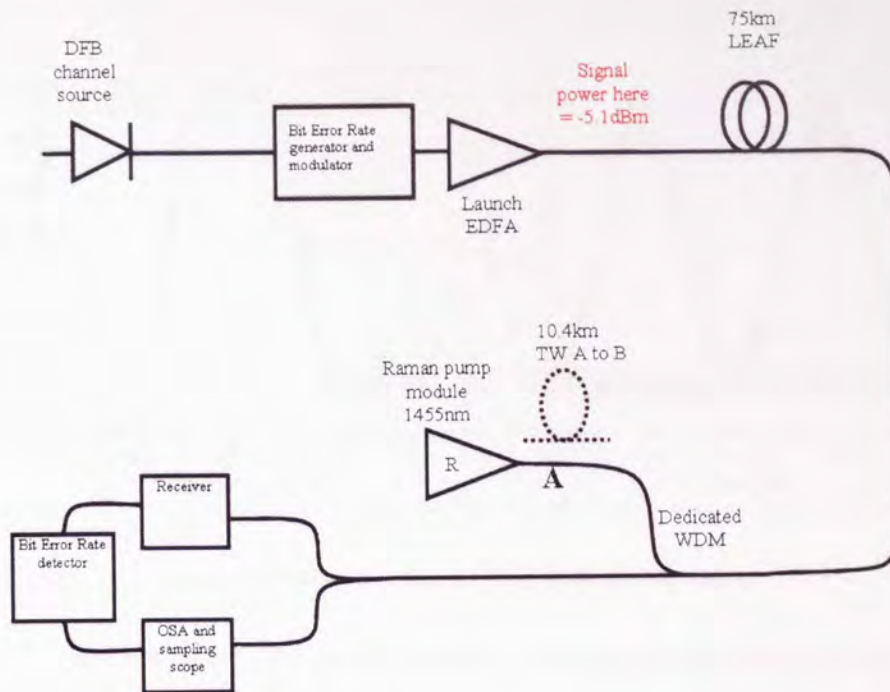 DFB
channel
source
Bit Error Rate
generator and
modulator
Launch
EDFA
Signal
power here
= -5.1dBm
75km
LEAF
10.4km
TW A to B
Raman pump
module
1455nm
R
A
Dedicated
WDM
Receiver
Bit Error Rate
detector
OSA and
sampling
scope